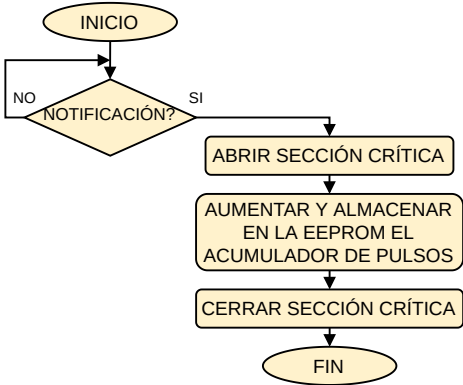 INICIO
NO
NOTIFICACIÓN?
SI
ABRIR SECCIÓN CRÍTICA
AUMENTAR Y ALMACENAR
EN LA EEPROM EL
ACUMULADOR DE PULSOS
CERRAR SECCIÓN CRÍTICA
FIN